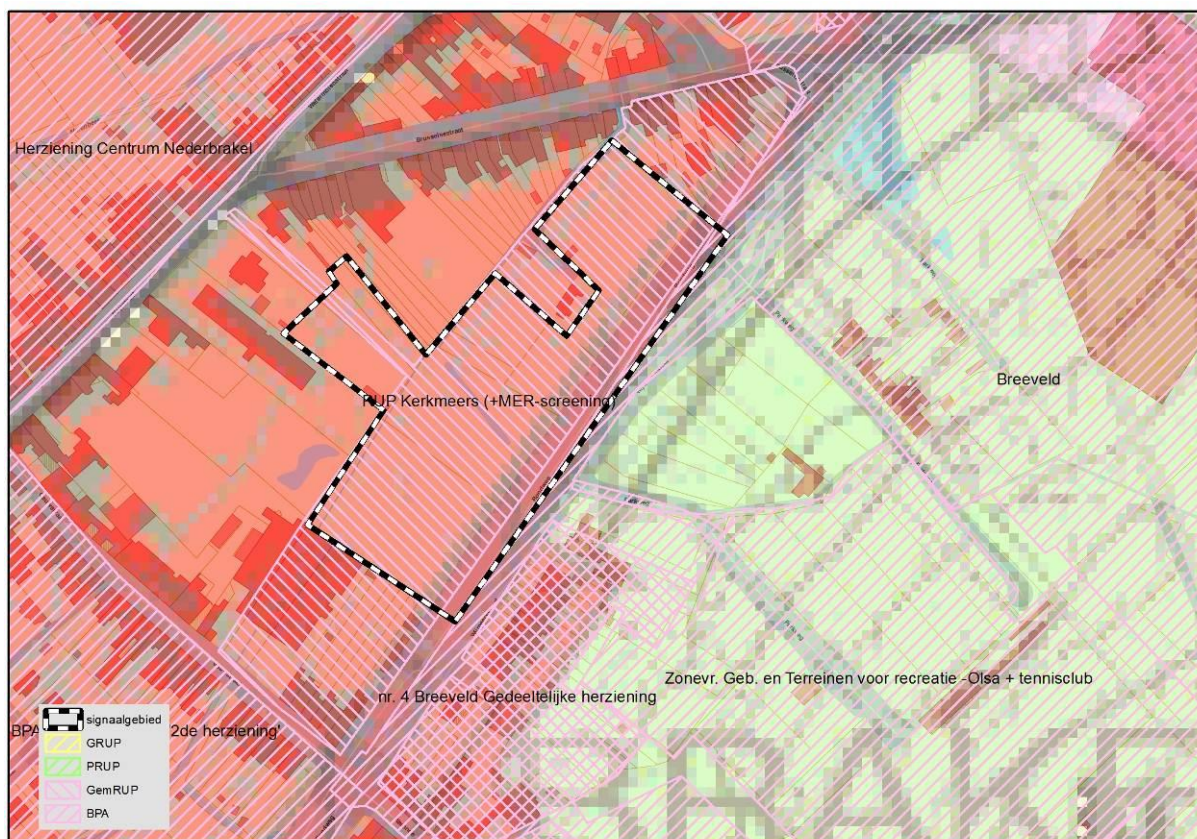 Herziening Centrum Nederbrakel
Breeveld
RUP Kerkmeers (+MER-screening)
Zonevr. Geb. en Terreinen voor recreatie -Olsa + tennisclub
nr. 4 Breeveld Gedeeltelijke herziening
BPA 2de herziening'
signaalgebied
GRUP
PRUP
GemRUP
BPA